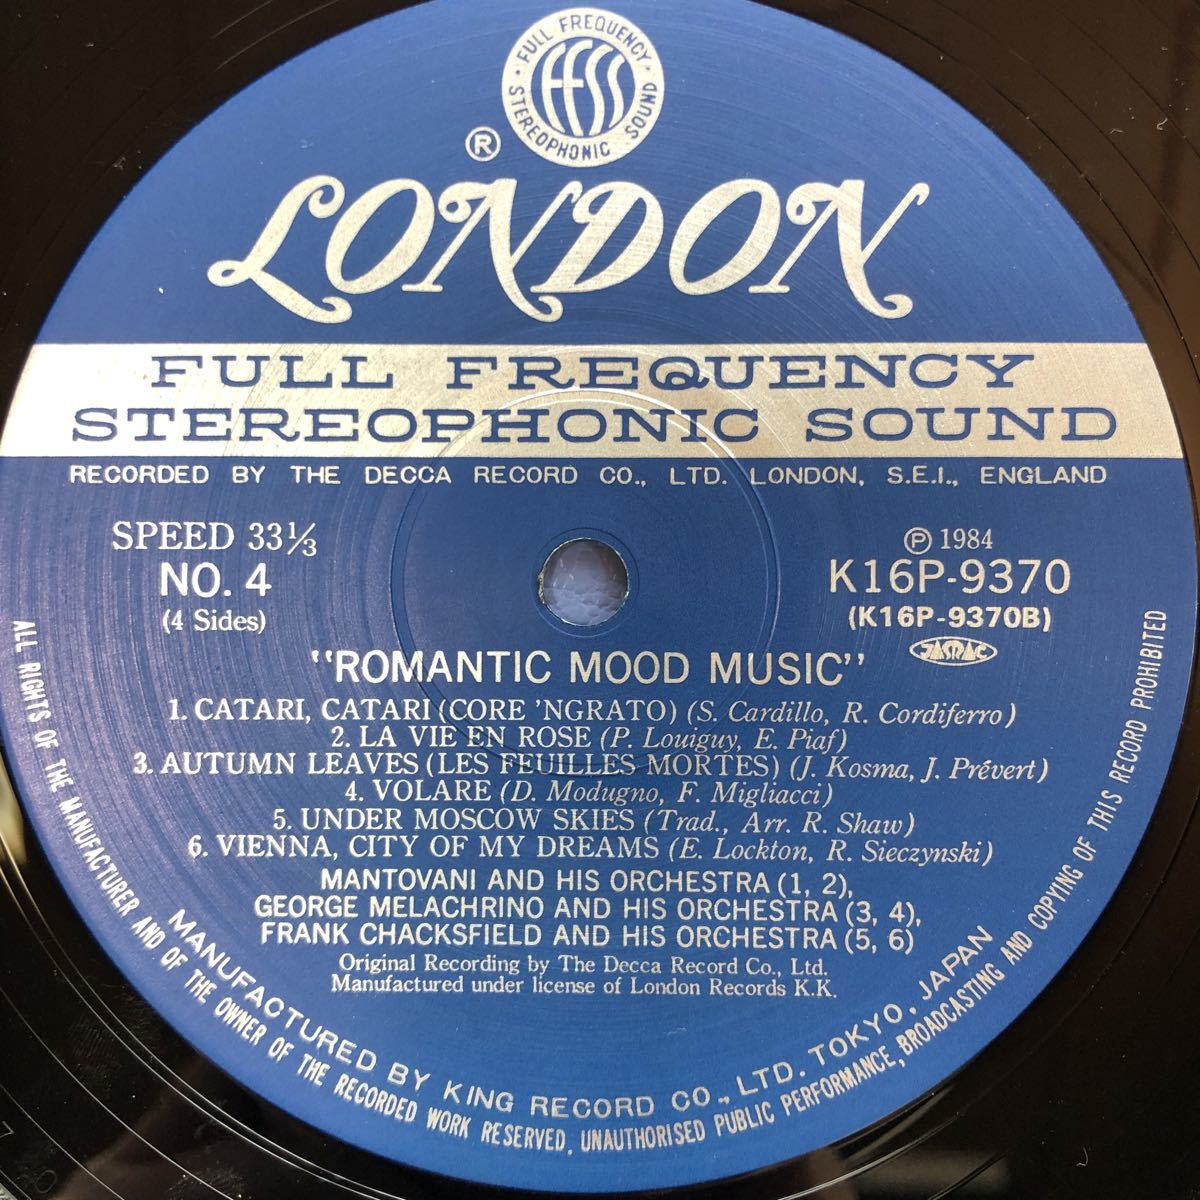 · FULL FREQUENCY · STEREOPHONIC SOUND
FFSS
®
LONDON
FULL FREQUENCY
STEREOPHONIC SOUND
RECORDED BY THE DECCA RECORD CO., LTD. LONDON, S.E.I., ENGLAND
SPEED 33⅓
NO. 4
(4 Sides)
Ⓟ 1984
K16P-9370
(K16P-9370B)
JASRAC
"ROMANTIC MOOD MUSIC"
1. CATARI, CATARI (CORE 'NGRATO) (S. Cardillo, R. Cordiferro)
2. LA VIE EN ROSE (P. Louiguy, E. Piaf)
3. AUTUMN LEAVES (LES FEUILLES MORTES) (J. Kosma, J. Prévert)
4. VOLARE (D. Modugno, F. Migliacci)
5. UNDER MOSCOW SKIES (Trad., Arr. R. Shaw)
6. VIENNA, CITY OF MY DREAMS (E. Lockton, R. Sieczynski)
MANTOVANI AND HIS ORCHESTRA (1, 2),
GEORGE MELACHRINO AND HIS ORCHESTRA (3, 4),
FRANK CHACKSFIELD AND HIS ORCHESTRA (5, 6)
Original Recording by The Decca Record Co., Ltd.
Manufactured under license of London Records K.K.
MANUFACTURED BY KING RECORD CO., LTD. TOKYO, JAPAN
ALL RIGHTS OF THE MANUFACTURER AND OF THE OWNER OF THE RECORDED WORK RESERVED. UNAUTHORISED PUBLIC PERFORMANCE, BROADCASTING AND COPYING OF THIS RECORD PROHIBITED